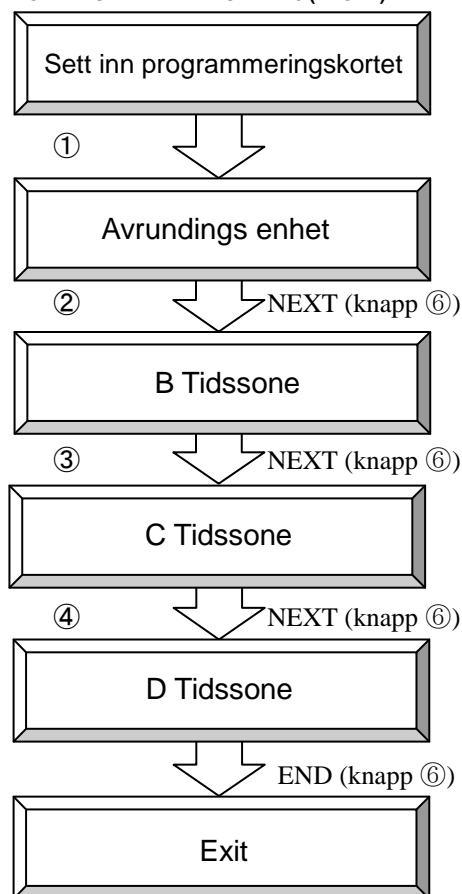 Sett inn programmeringskortet
①
Avrundings enhet
② NEXT (knapp ⑥)
B Tidssone
③ NEXT (knapp ⑥)
C Tidssone
④ NEXT (knapp ⑥)
D Tidssone
END (knapp ⑥)
Exit